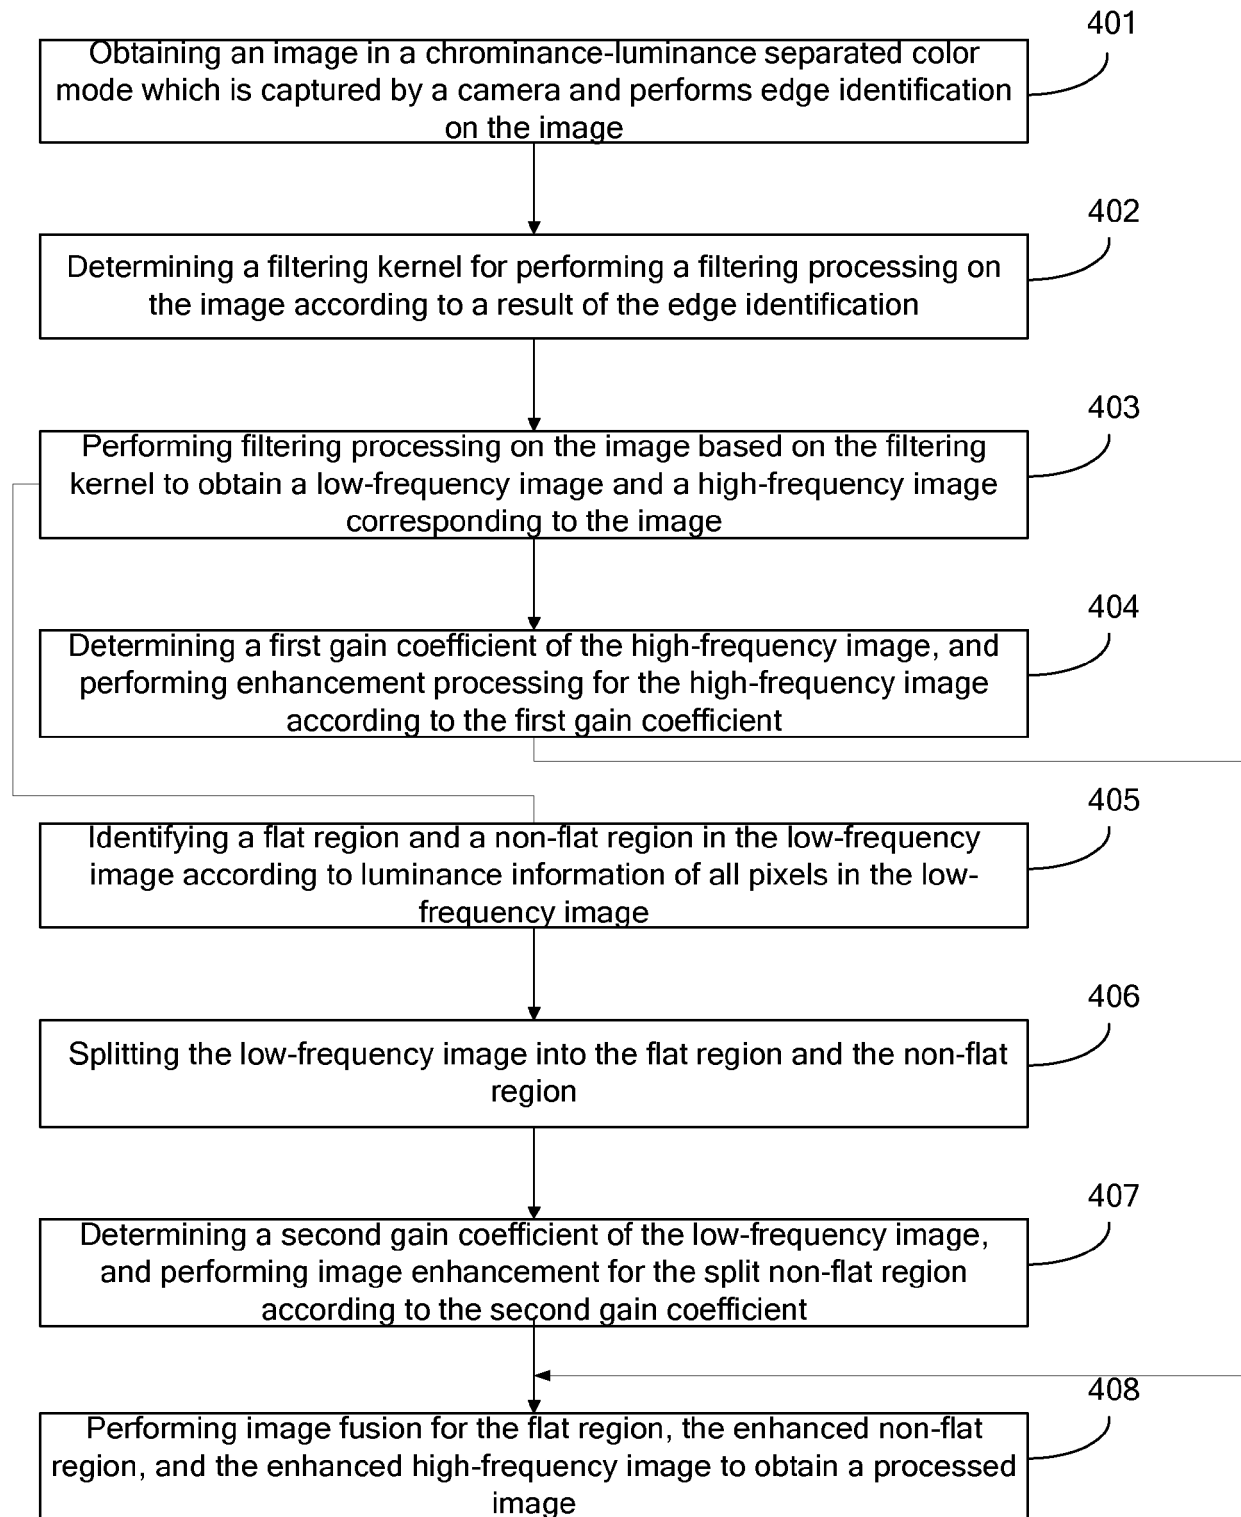 401
Obtaining an image in a chrominance-luminance separated color
mode which is captured by a camera and performs edge identification
on the image
402
Determining a filtering kernel for performing a filtering processing on
the image according to a result of the edge identification
403
Performing filtering processing on the image based on the filtering
kernel to obtain a low-frequency image and a high-frequency image
corresponding to the image
404
Determining a first gain coefficient of the high-frequency image, and
performing enhancement processing for the high-frequency image
according to the first gain coefficient
405
Identifying a flat region and a non-flat region in the low-frequency
image according to luminance information of all pixels in the low-
frequency image
406
Splitting the low-frequency image into the flat region and the non-flat
region
407
Determining a second gain coefficient of the low-frequency image,
and performing image enhancement for the split non-flat region
according to the second gain coefficient
408
Performing image fusion for the flat region, the enhanced non-flat
region, and the enhanced high-frequency image to obtain a processed
image